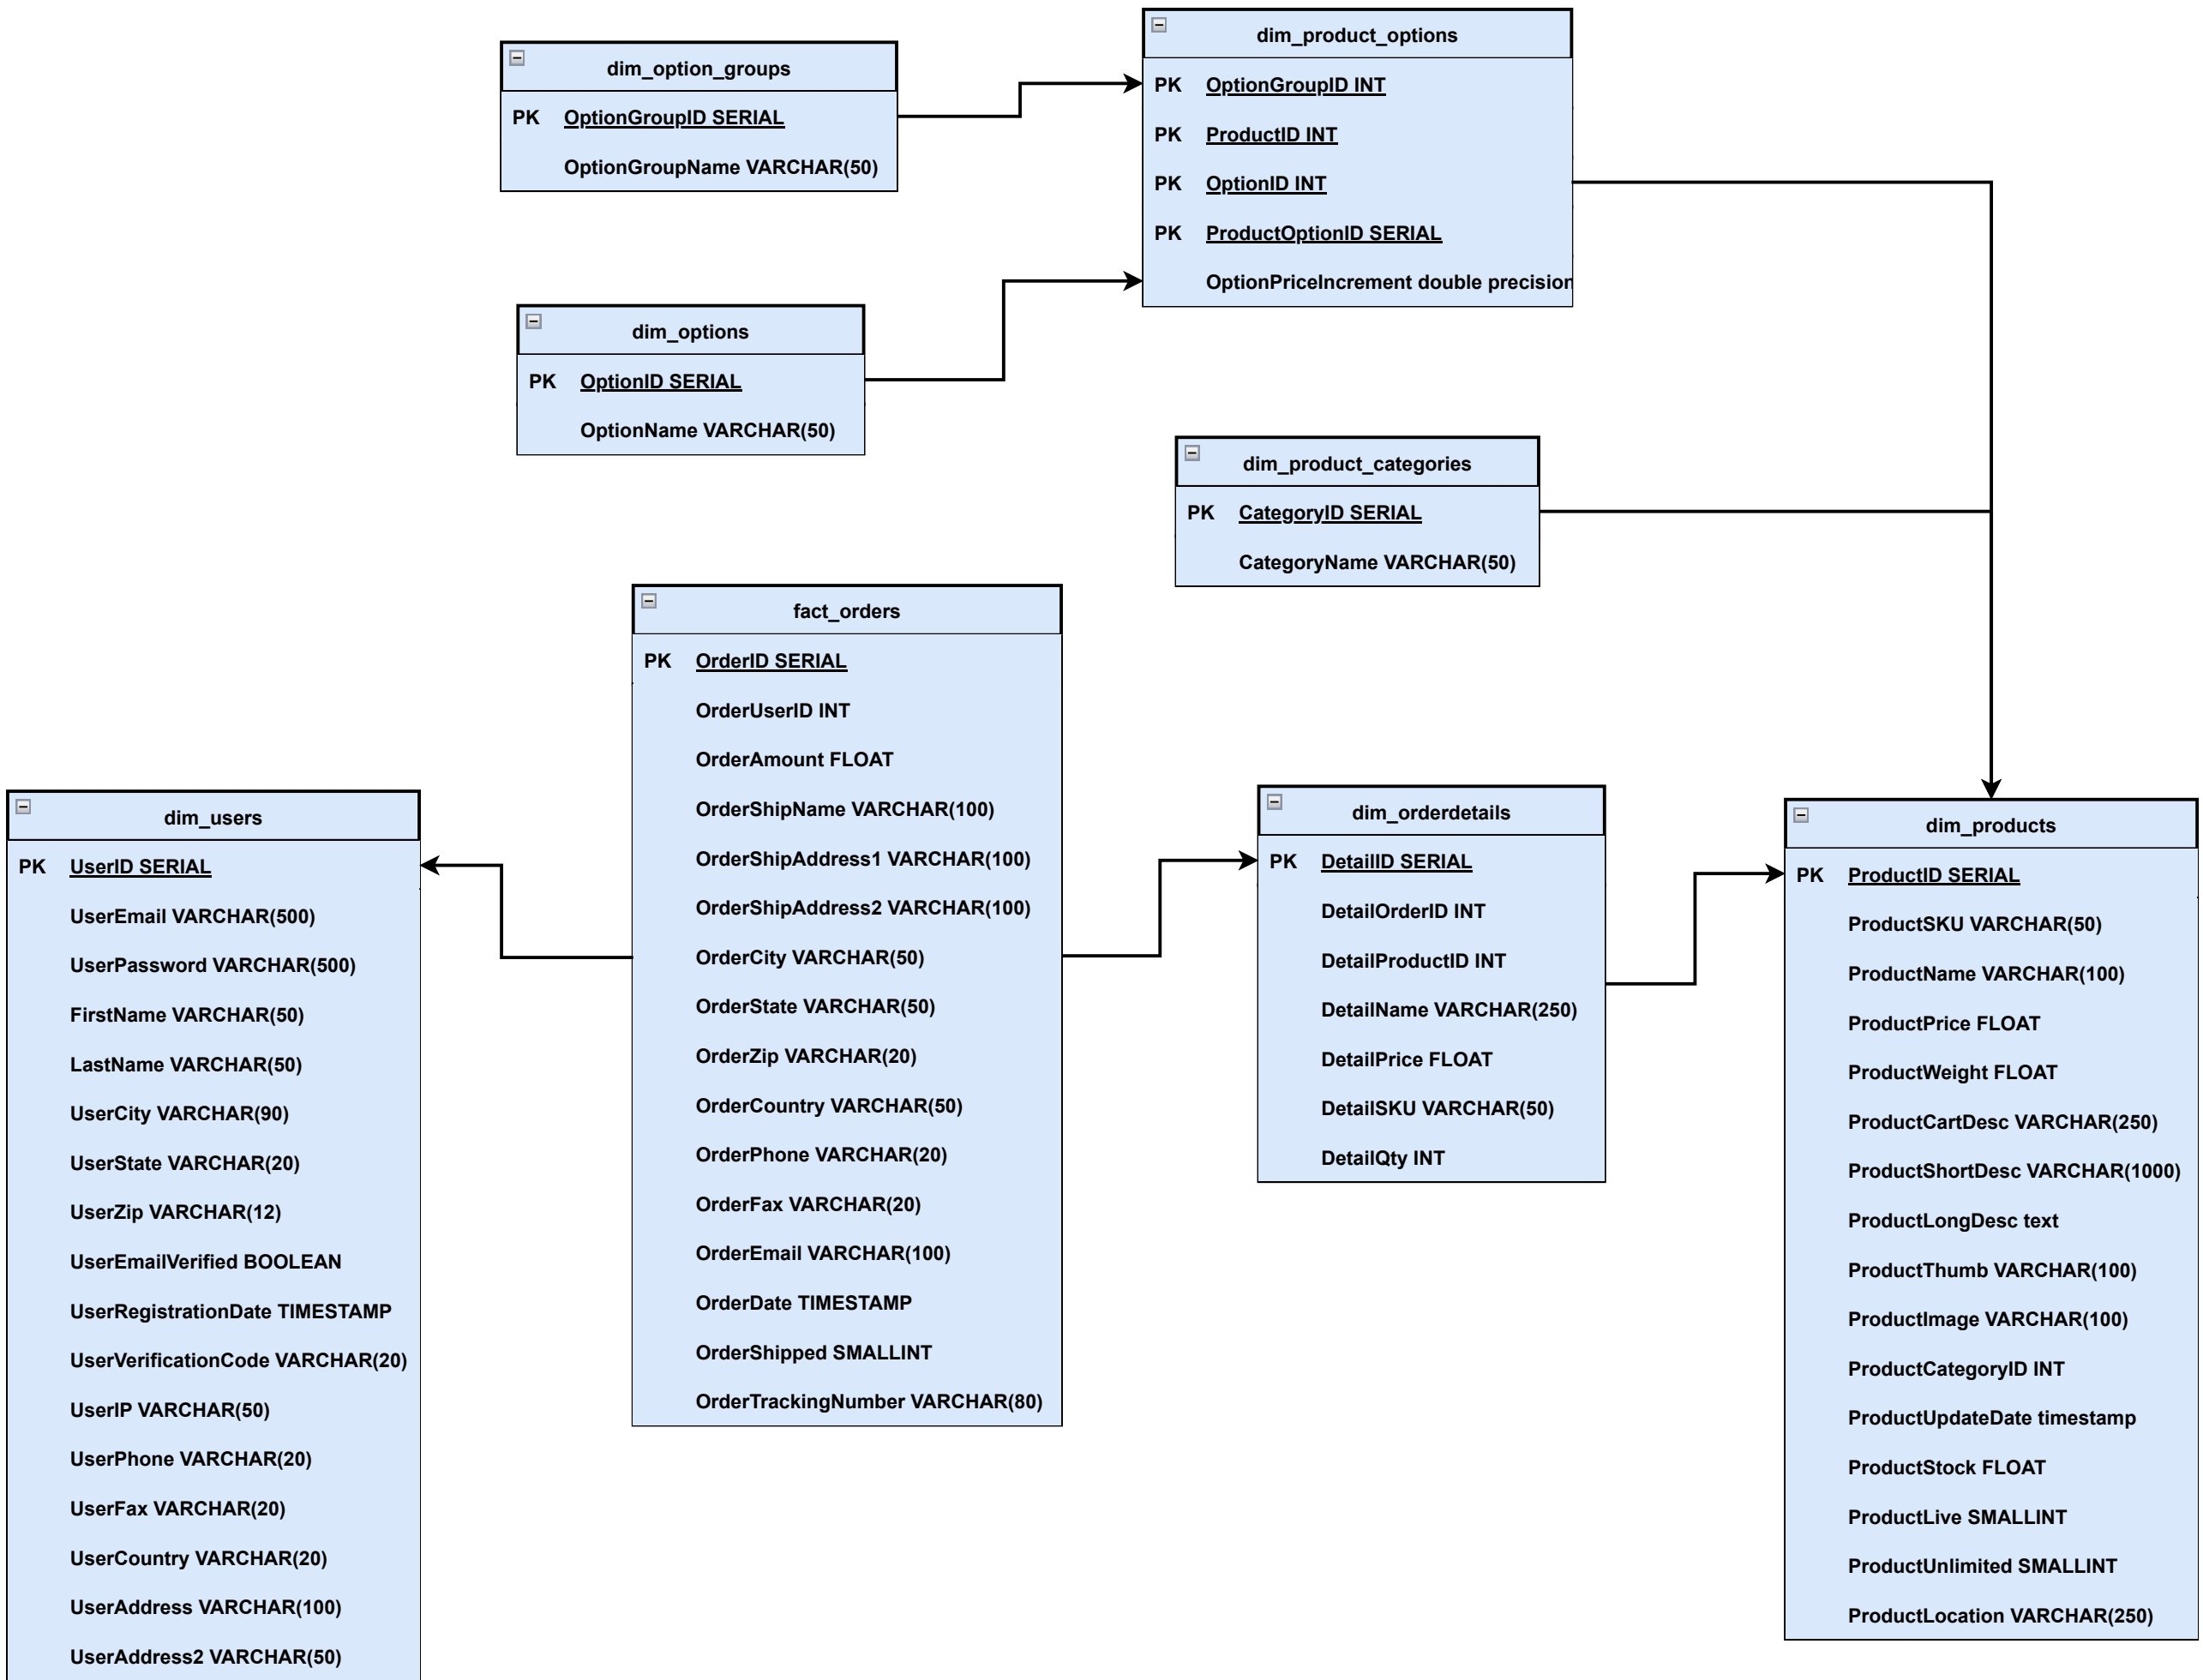 dim_option_groups
PK OptionGroupID SERIAL
OptionGroupName VARCHAR(50)
dim_product_options
PK OptionGroupID INT
PK ProductID INT
PK OptionID INT
PK ProductOptionID SERIAL
OptionPriceIncrement double precision
dim_options
PK OptionID SERIAL
OptionName VARCHAR(50)
dim_product_categories
PK CategoryID SERIAL
CategoryName VARCHAR(50)
fact_orders
PK OrderID SERIAL
OrderUserID INT
OrderAmount FLOAT
OrderShipName VARCHAR(100)
OrderShipAddress1 VARCHAR(100)
OrderShipAddress2 VARCHAR(100)
OrderCity VARCHAR(50)
OrderState VARCHAR(50)
OrderZip VARCHAR(20)
OrderCountry VARCHAR(50)
OrderPhone VARCHAR(20)
OrderFax VARCHAR(20)
OrderEmail VARCHAR(100)
OrderDate TIMESTAMP
OrderShipped SMALLINT
OrderTrackingNumber VARCHAR(80)
dim_users
PK UserID SERIAL
UserEmail VARCHAR(500)
UserPassword VARCHAR(500)
FirstName VARCHAR(50)
LastName VARCHAR(50)
UserCity VARCHAR(90)
UserState VARCHAR(20)
UserZip VARCHAR(12)
UserEmailVerified BOOLEAN
UserRegistrationDate TIMESTAMP
UserVerificationCode VARCHAR(20)
UserIP VARCHAR(50)
UserPhone VARCHAR(20)
UserFax VARCHAR(20)
UserCountry VARCHAR(20)
UserAddress VARCHAR(100)
UserAddress2 VARCHAR(50)
dim_orderdetails
PK DetailID SERIAL
DetailOrderID INT
DetailProductID INT
DetailName VARCHAR(250)
DetailPrice FLOAT
DetailSKU VARCHAR(50)
DetailQty INT
dim_products
PK ProductID SERIAL
ProductSKU VARCHAR(50)
ProductName VARCHAR(100)
ProductPrice FLOAT
ProductWeight FLOAT
ProductCartDesc VARCHAR(250)
ProductShortDesc VARCHAR(1000)
ProductLongDesc text
ProductThumb VARCHAR(100)
ProductImage VARCHAR(100)
ProductCategoryID INT
ProductUpdateDate timestamp
ProductStock FLOAT
ProductLive SMALLINT
ProductUnlimited SMALLINT
ProductLocation VARCHAR(250)